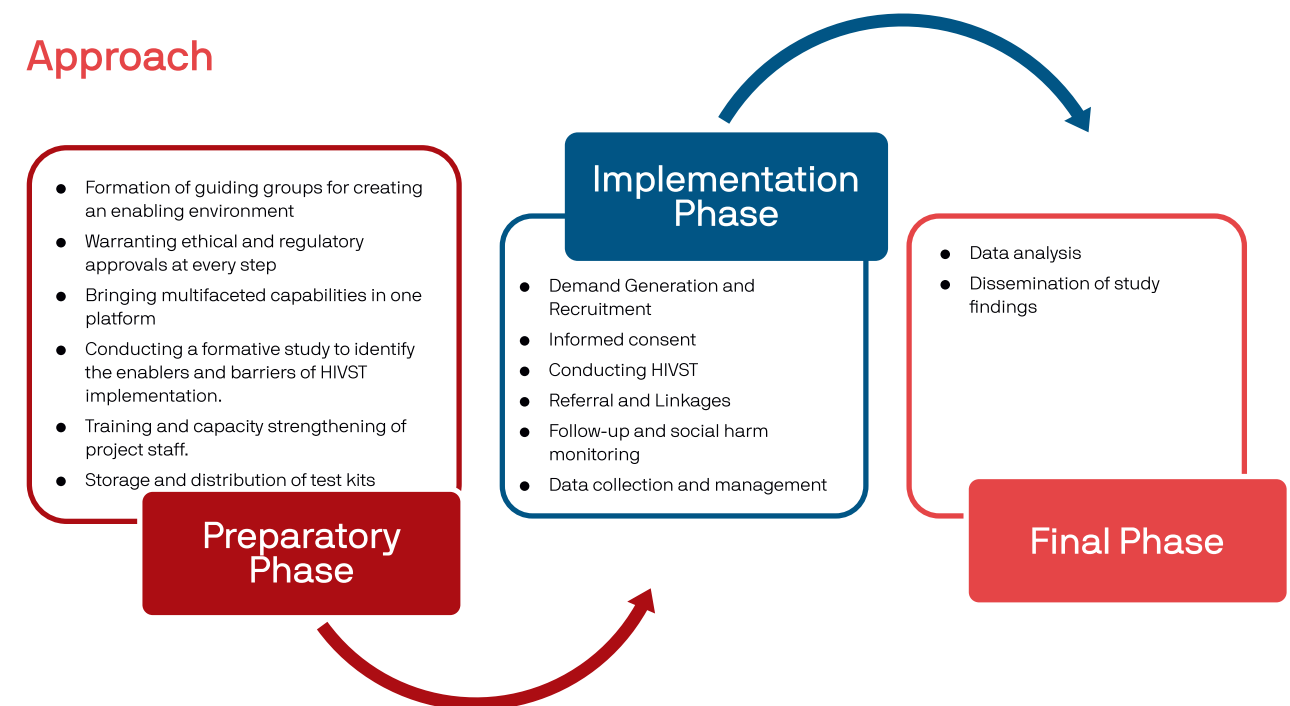 Approach
● Formation of guiding groups for creating
an enabling environment
● Warranting ethical and regulatory
approvals at every step
● Bringing multifaceted capabilities in one
platform
● Conducting a formative study to identify
the enablers and barriers of HIVST
implementation.
● Training and capacity strengthening of
project staff.
● Storage and distribution of test kits
Preparatory
Phase
Implementation
Phase
● Demand Generation and
Recruitment
● Informed consent
● Conducting HIVST
● Referral and Linkages
● Follow-up and social harm
monitoring
● Data collection and management
● Data analysis
● Dissemination of study
findings
Final Phase